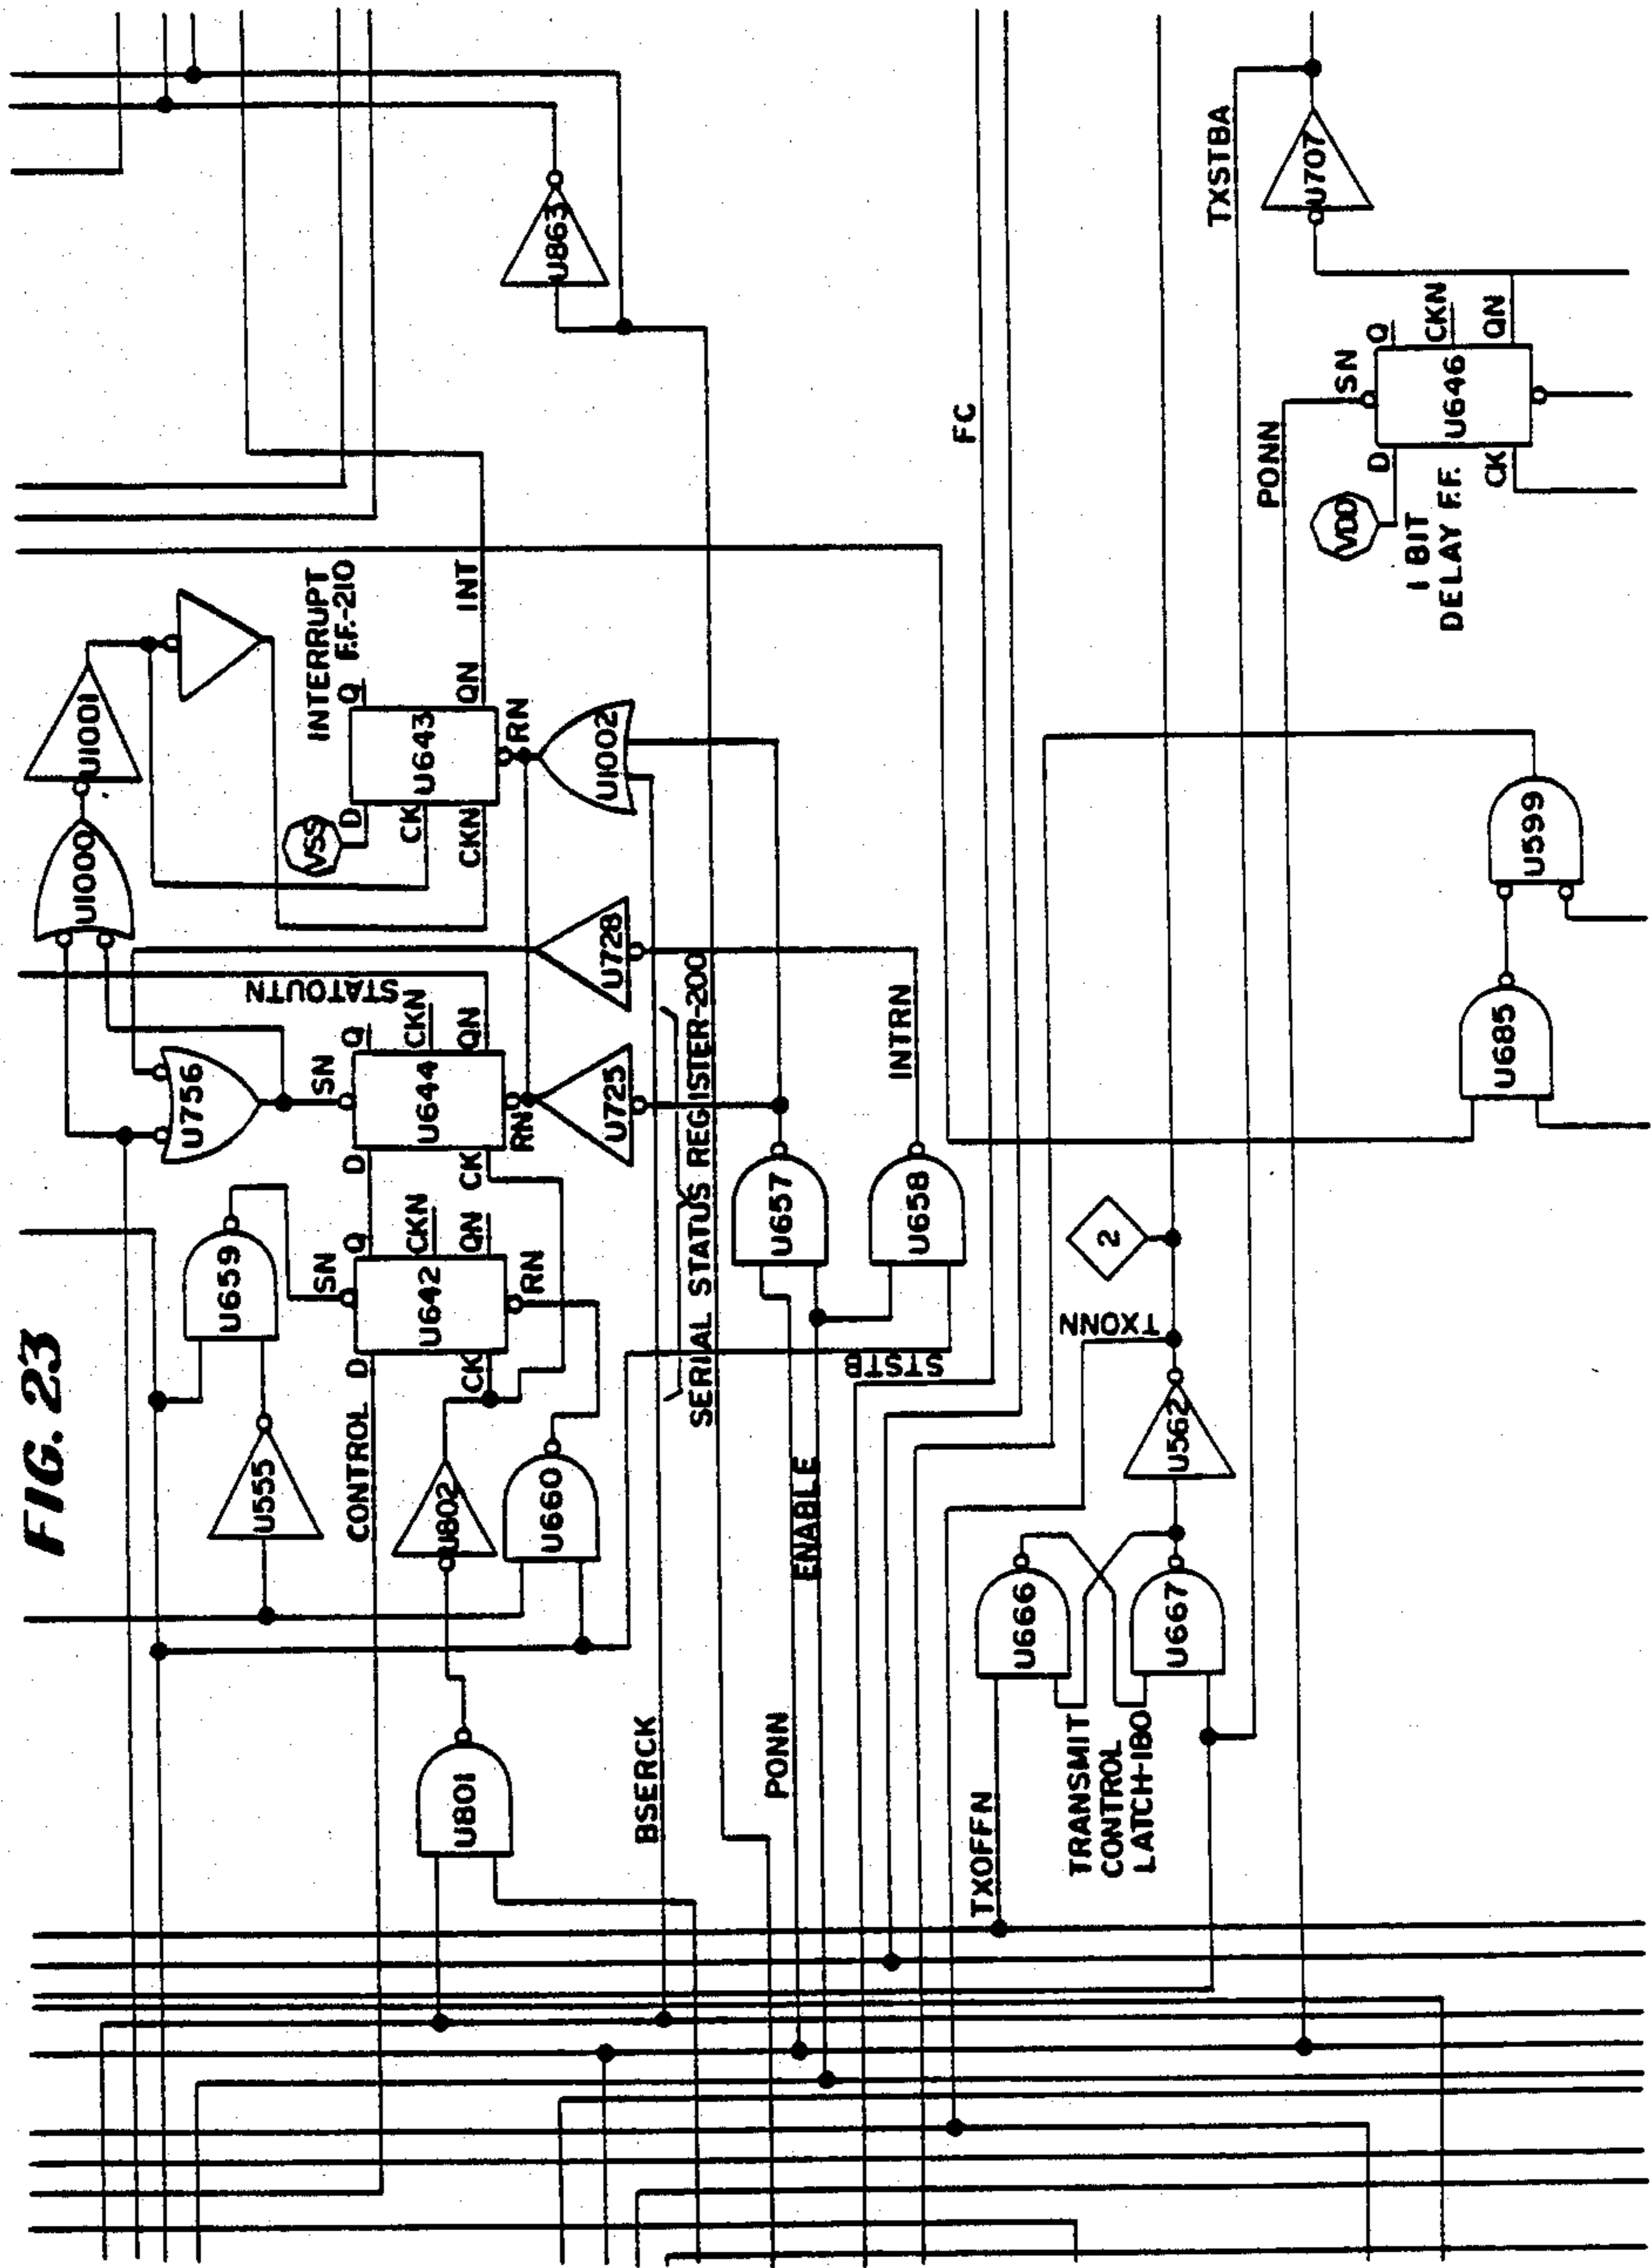 FIG. 23
U1001
U1000
INTERRUPT
F.F.-210
VSS
D
Q
CK
U643
CKN
QN
INT
RN
U1002
U863
U756
STATOUTN
SN
Q
D
U644
CKN
CK
QN
RN
U728
U725
U659
U555
SN
Q
CONTROL
D
U642
CKN
CK
QN
RN
U802
U660
U801
BSERCK
SERIAL STATUS REGISTER-200
PONN
U657
ENABLE
U658
INTRN
STSTB
FC
TXOFFN
U666
TRANSMIT
CONTROL
LATCH-180
U667
U562
TXONN
2
TXSTBA
U707
PONN
SN
VDD
D
Q
U646
CKN
CK
QN
1 BIT
DELAY F.F.
U685
U599